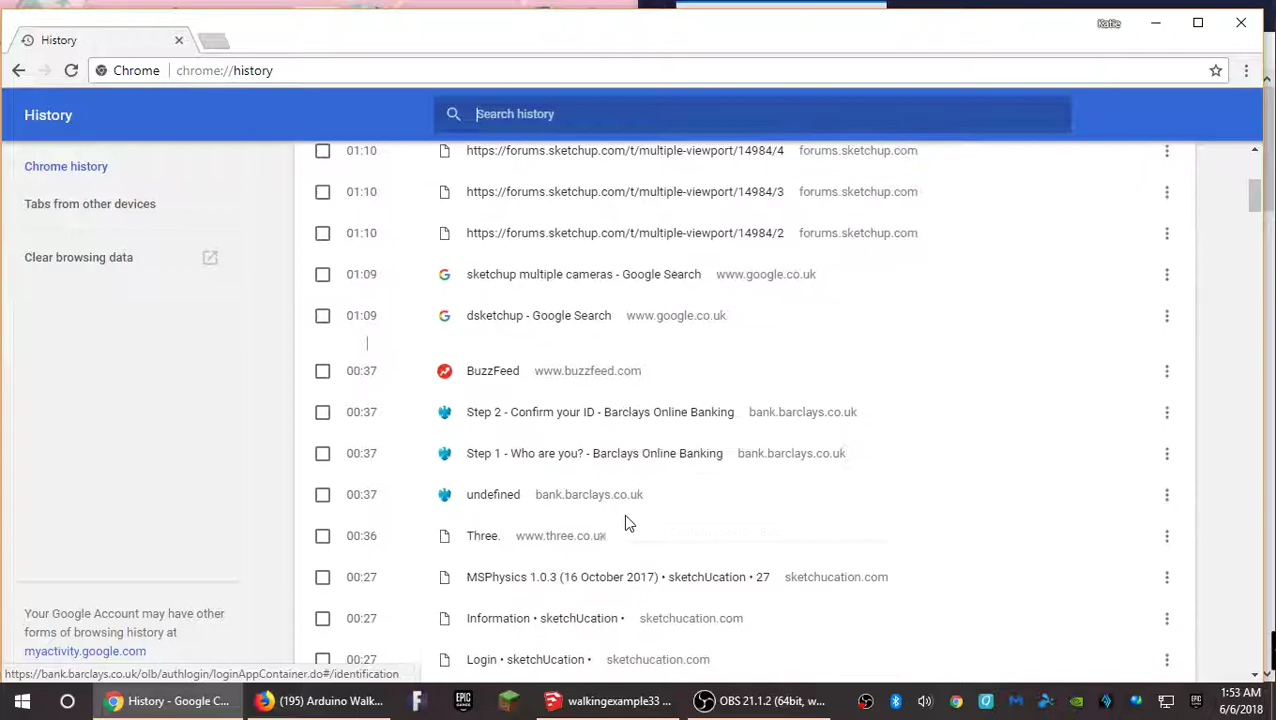 Katie
History
Chrome chrome://history
History Search history
Chrome history
Tabs from other devices
Clear browsing data
01:10 https://forums.sketchup.com/t/multiple-viewport/14984/4 forums.sketchup.com
01:10 https://forums.sketchup.com/t/multiple-viewport/14984/3 forums.sketchup.com
01:10 https://forums.sketchup.com/t/multiple-viewport/14984/2 forums.sketchup.com
01:09 sketchup multiple cameras - Google Search www.google.co.uk
01:09 dsketchup - Google Search www.google.co.uk
00:37 BuzzFeed www.buzzfeed.com
00:37 Step 2 - Confirm your ID - Barclays Online Banking bank.barclays.co.uk
00:37 Step 1 - Who are you? - Barclays Online Banking bank.barclays.co.uk
00:37 undefined bank.barclays.co.uk
00:36 Three. www.three.co.uk
00:27 MSPhysics 1.0.3 (16 October 2017) • sketchUcation • 27 sketchucation.com
00:27 Information • sketchUcation • sketchucation.com
00:27 Login • sketchUcation • sketchucation.com
Your Google Account may have other
forms of browsing history at
myactivity.google.com
https://bank.barclays.co.uk/olb/authlogin/loginAppContainer.do#/identification
History - Google C... (195) Arduino Walk... EPIC GAMES walkingexample33 ... OBS 21.1.2 (64bit, w... EPIC GAMES 1:53 AM
6/6/2018